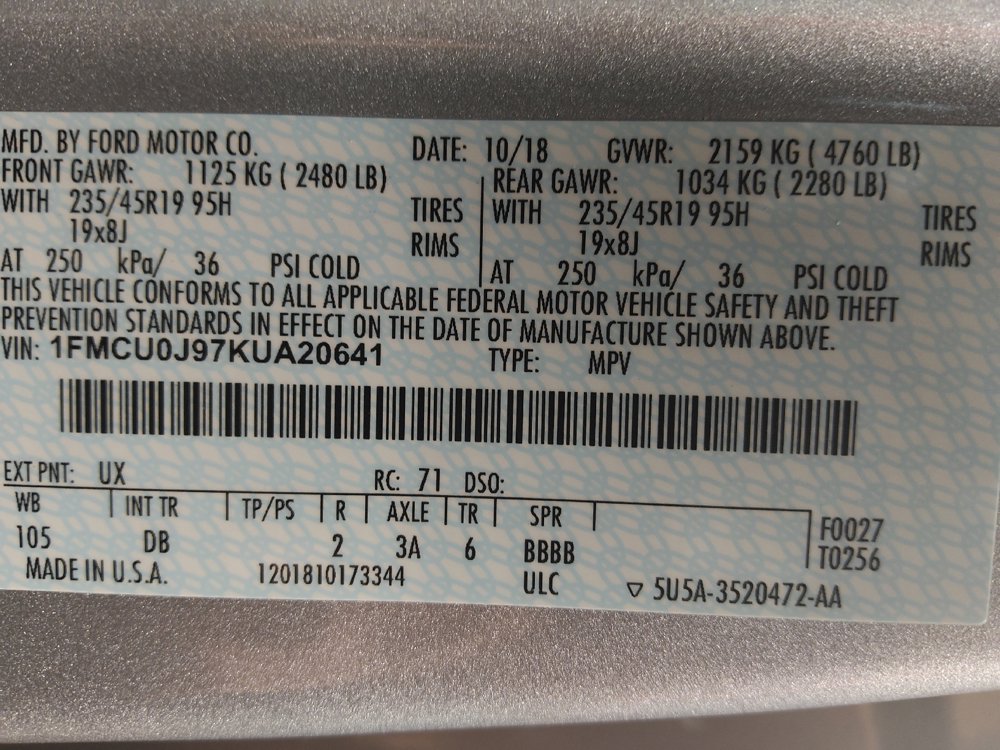 MFD. BY FORD MOTOR CO. DATE: 10/18 GVWR: 2159 KG ( 4760 LB)
FRONT GAWR: 1125 KG ( 2480 LB) REAR GAWR: 1034 KG ( 2280 LB)
WITH 235/45R19 95H TIRES WITH 235/45R19 95H TIRES
19x8J RIMS 19x8J RIMS
AT 250 kPa/ 36 PSI COLD AT 250 kPa/ 36 PSI COLD
THIS VEHICLE CONFORMS TO ALL APPLICABLE FEDERAL MOTOR VEHICLE SAFETY AND THEFT
PREVENTION STANDARDS IN EFFECT ON THE DATE OF MANUFACTURE SHOWN ABOVE.
VIN: 1FMCU0J97KUA20641 TYPE: MPV
EXT PNT: UX RC: 71 DSO:
WB INT TR TP/PS R AXLE TR SPR F0027
105 DB 2 3A 6 BBBB T0256
MADE IN U.S.A. 1201810173344 ULC ▽ 5U5A-3520472-AA